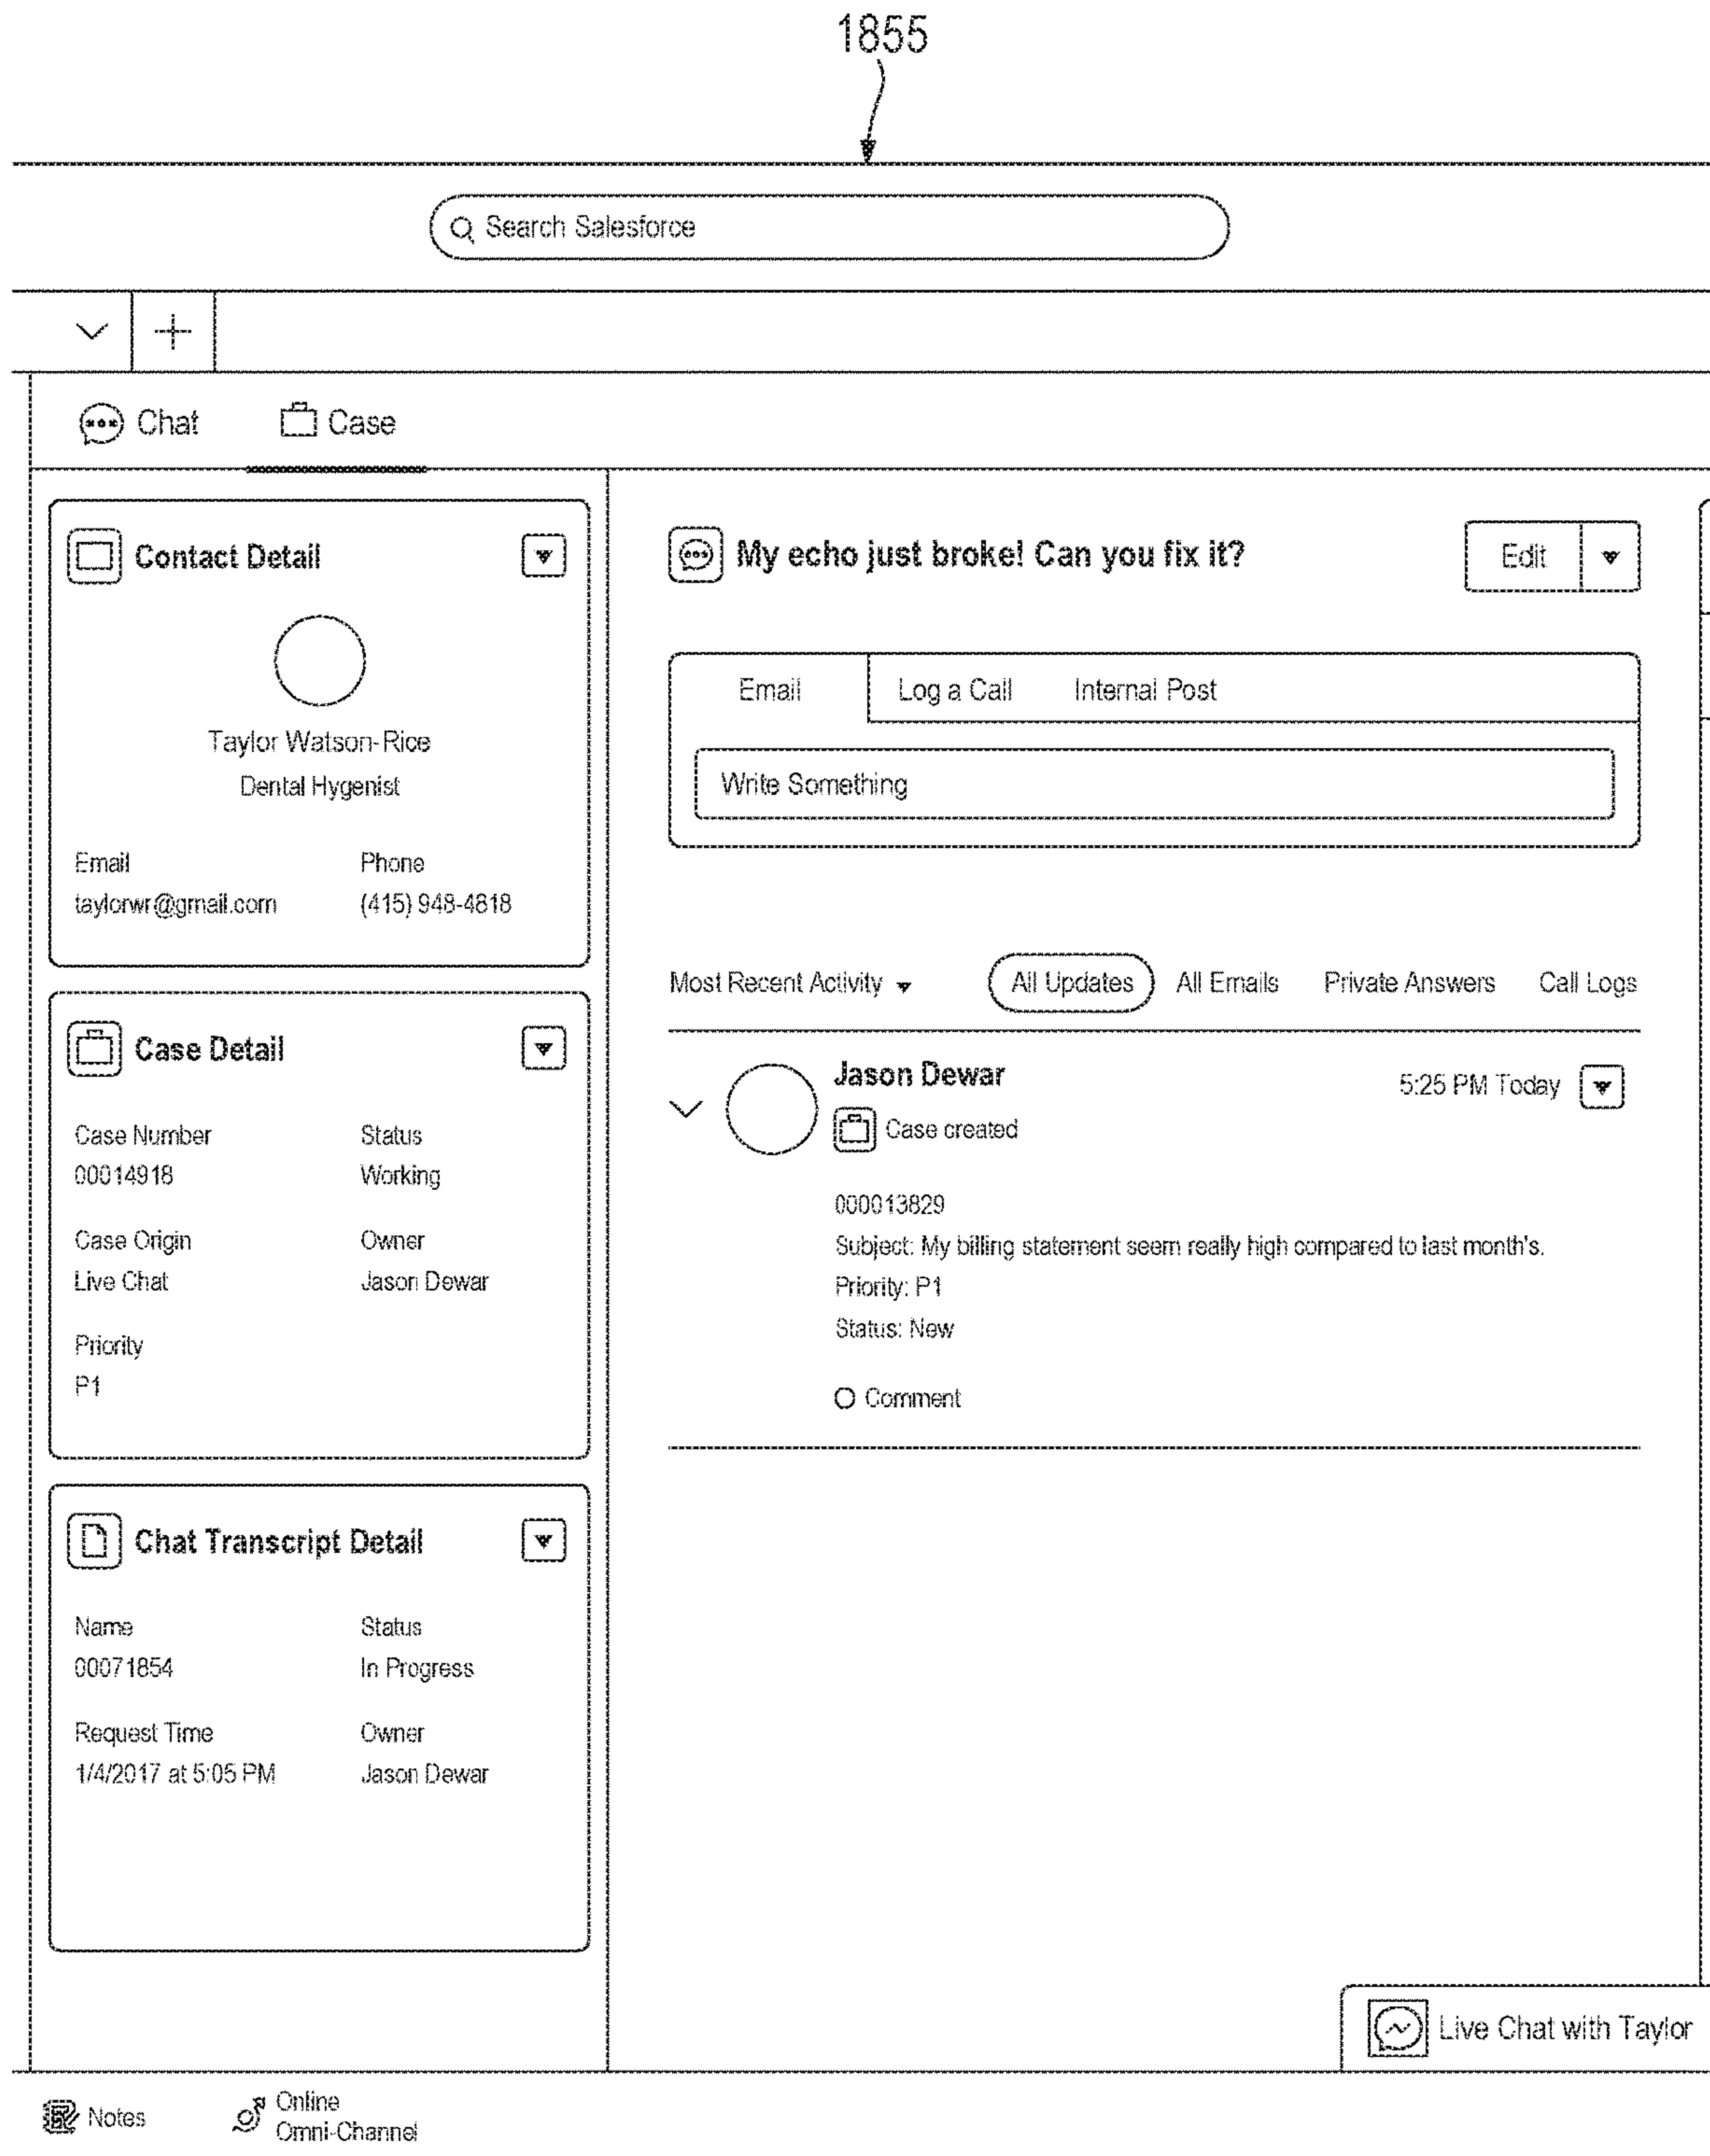 1855
Search Salesforce
Chat
Case
Contact Detail
Taylor Watson-Rice
Dental Hygenist
Email
Phone
taylorwr@gmail.com
(415) 948-4818
Case Detail
Case Number
Status
00014918
Working
Case Origin
Owner
Live Chat
Jason Dewar
Priority
P1
Chat Transcript Detail
Name
Status
00071854
In Progress
Request Time
Owner
1/4/2017 at 5:05 PM
Jason Dewar
My echo just broke! Can you fix it?
Edit
Email
Log a Call
Internal Post
Write Something
Most Recent Activity
All Updates
All Emails
Private Answers
Call Logs
Jason Dewar
5:25 PM Today
Case created
000013829
Subject: My billing statement seem really high compared to last month's.
Priority: P1
Status: New
Comment
Live Chat with Taylor
Notes
Online
Omni-Channel